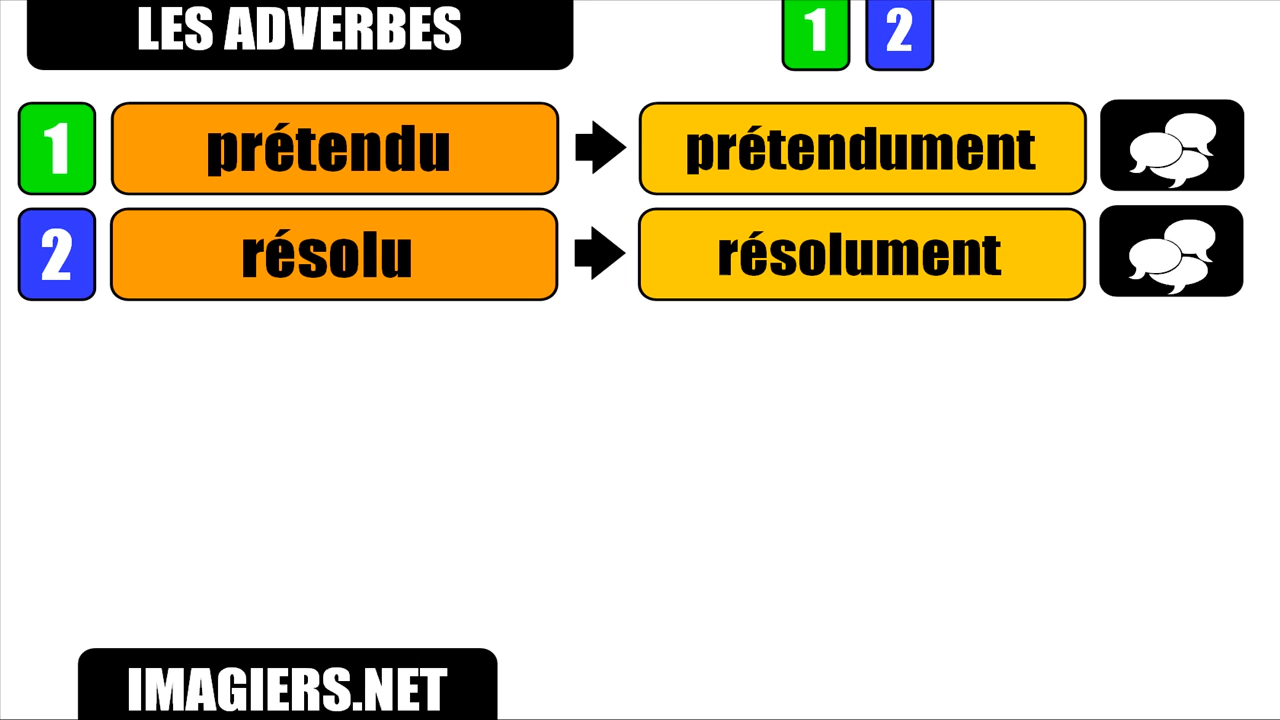 LES ADVERBES 1 2
1 prétendu prétendument
2 résolu résolument
IMAGIERS.NET